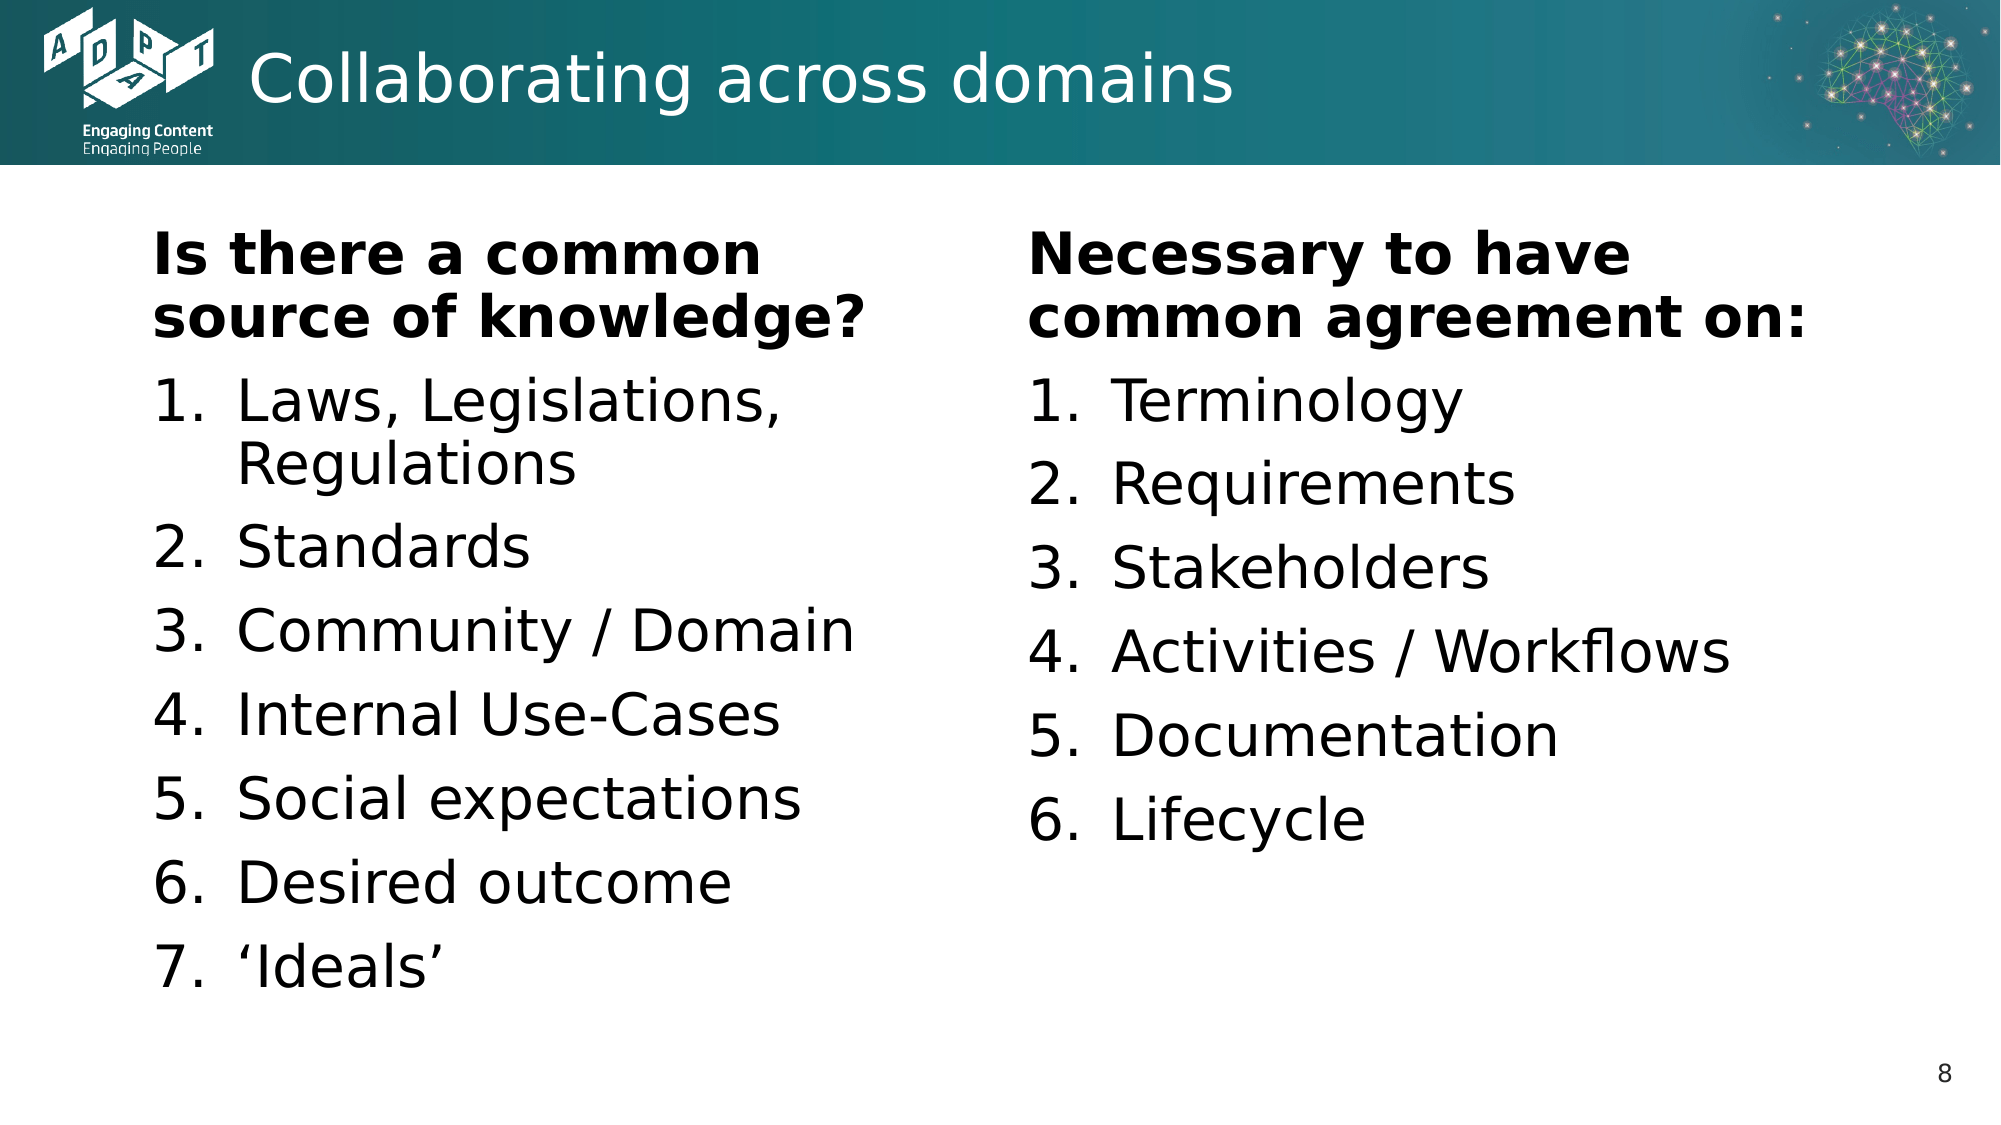 ADAPT
Engaging Content
Engaging People
Collaborating across domains
Is there a common
source of knowledge?
1. Laws, Legislations,
Regulations
2. Standards
3. Community / Domain
4. Internal Use-Cases
5. Social expectations
6. Desired outcome
7. ‘Ideals’
Necessary to have
common agreement on:
1. Terminology
2. Requirements
3. Stakeholders
4. Activities / Workflows
5. Documentation
6. Lifecycle
8